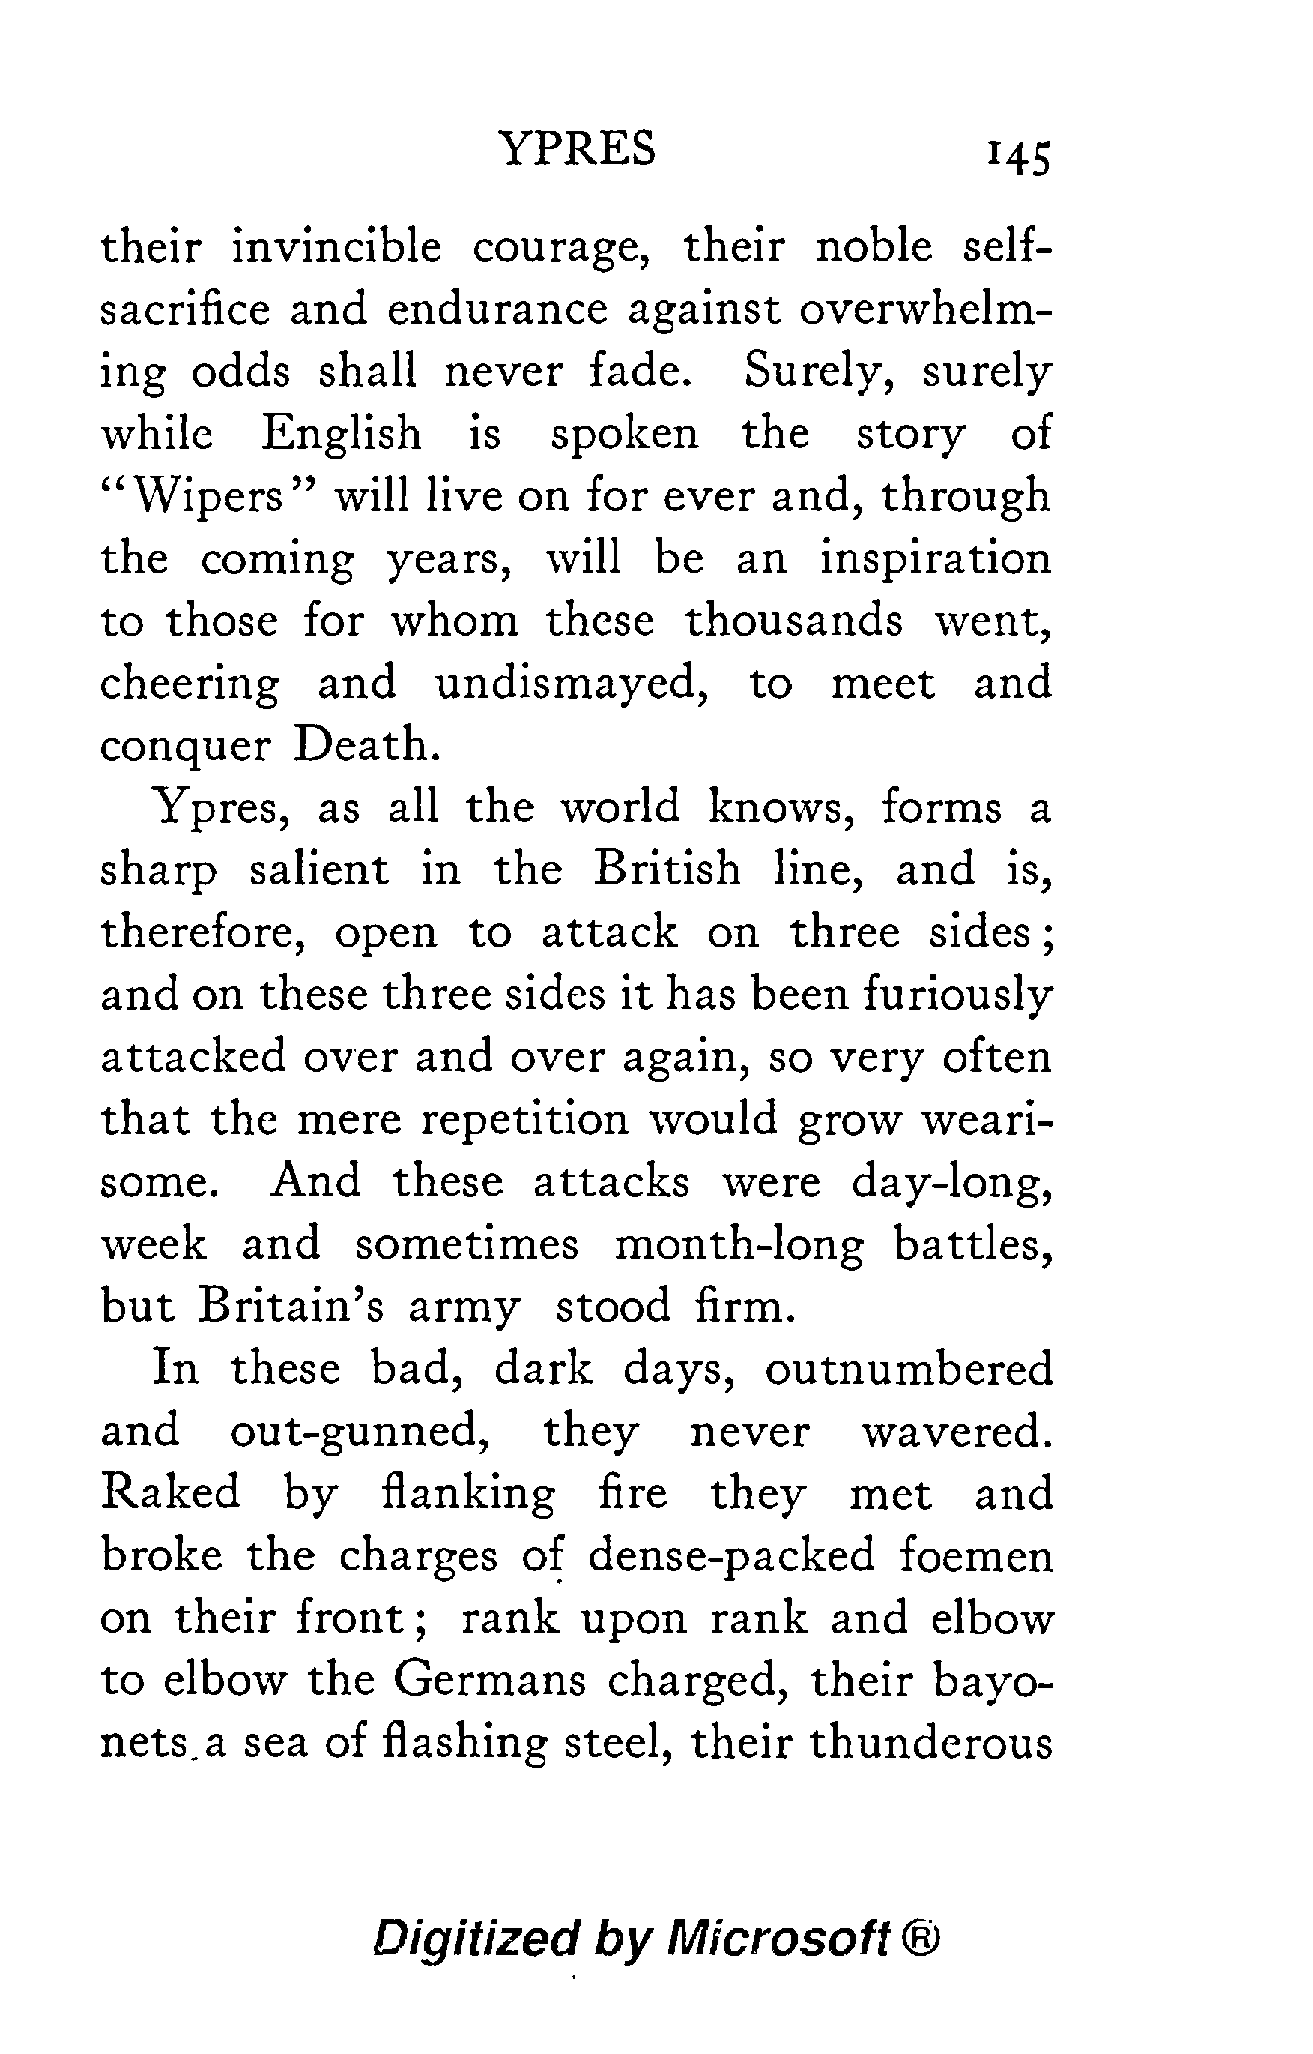 YPRES 145
their invincible courage, their noble self-
sacrifice and endurance against overwhelm-
ing odds shall never fade. Surely, surely
while English is spoken the story of
“Wipers” will live on for ever and, through
the coming years, will be an inspiration
to those for whom these thousands went,
cheering and undismayed, to meet and
conquer Death.
Ypres, as all the world knows, forms a
sharp salient in the British line, and is,
therefore, open to attack on three sides;
and on these three sides it has been furiously
attacked over and over again, so very often
that the mere repetition would grow weari-
some. And these attacks were day-long,
week and sometimes month-long battles,
but Britain’s army stood firm.
In these bad, dark days, outnumbered
and out-gunned, they never wavered.
Raked by flanking fire they met and
broke the charges of dense-packed foemen
on their front; rank upon rank and elbow
to elbow the Germans charged, their bayo-
nets a sea of flashing steel, their thunderous
Digitized by Microsoft ®